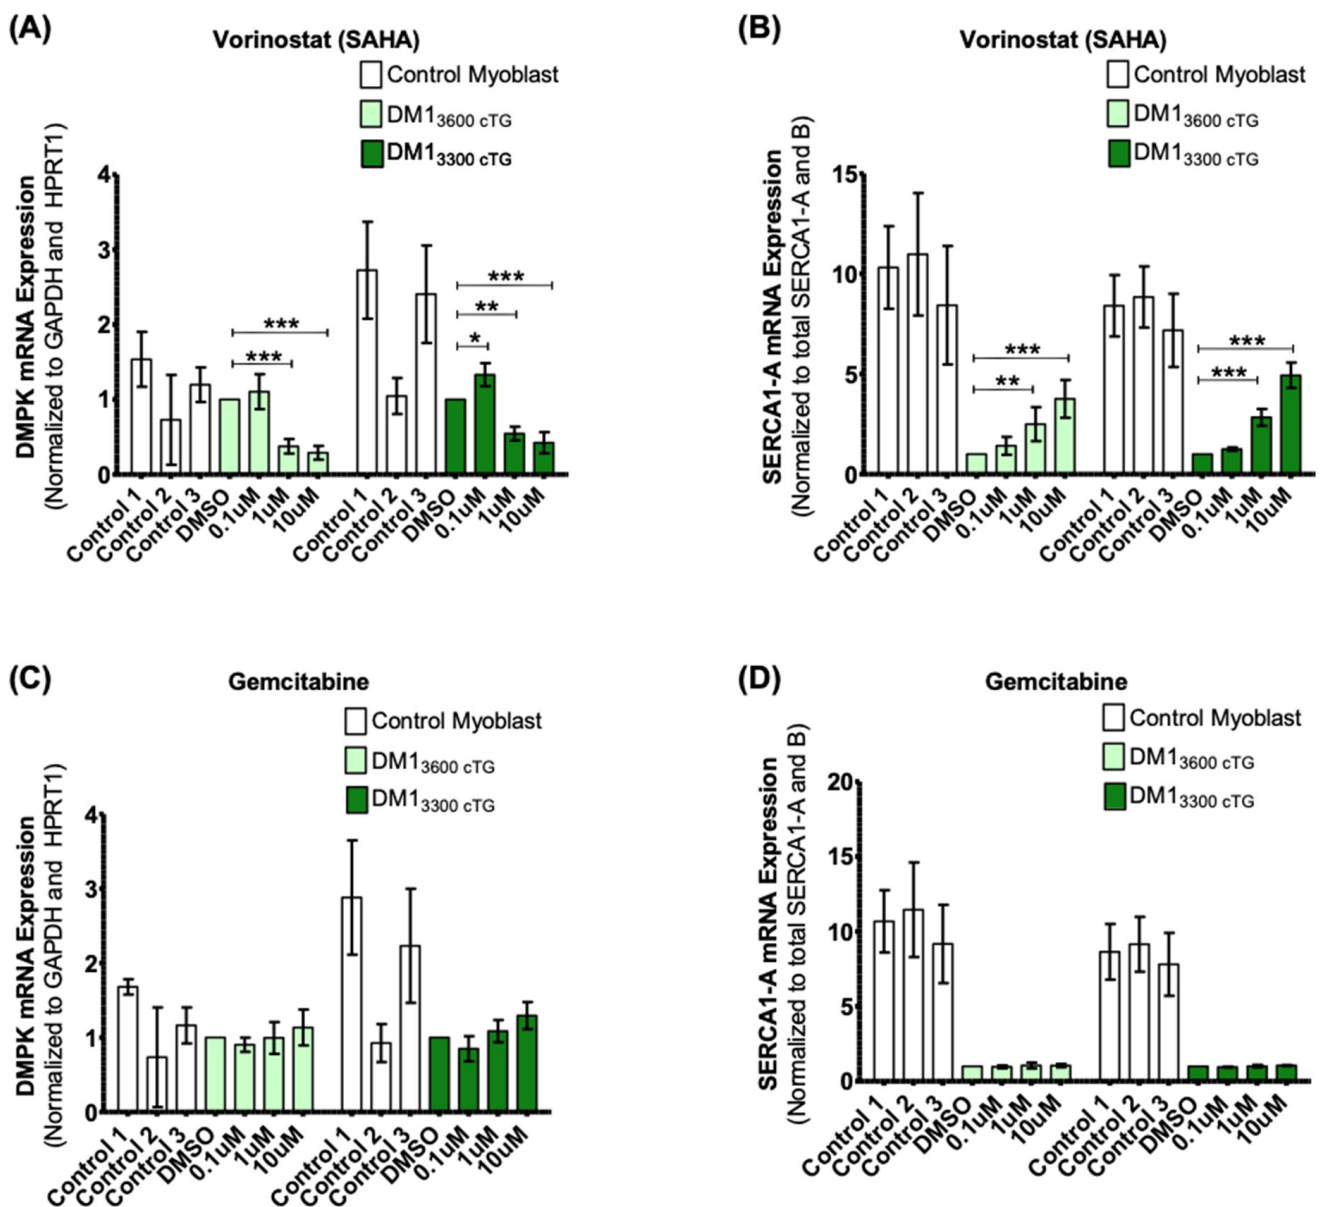 (A)
Vorinostat (SAHA)
Control Myoblast
DM1 3600 cTG
DM1 3300 cTG
DMPK mRNA Expression
(Normalized to GAPDH and HPRT1)
4
3
2
1
0
***
***
***
**
*
Control 1
Control 2
Control 3
DMSO
0.1uM
1uM
10uM
Control 1
Control 2
Control 3
DMSO
0.1uM
1uM
10uM
(B)
Vorinostat (SAHA)
Control Myoblast
DM1 3600 cTG
DM1 3300 cTG
SERCA1-A mRNA Expression
(Normalized to total SERCA1-A and B)
15
10
5
0
***
**
***
***
Control 1
Control 2
Control 3
DMSO
0.1uM
1uM
10uM
Control 1
Control 2
Control 3
DMSO
0.1uM
1uM
10uM
(C)
Gemcitabine
Control Myoblast
DM1 3600 cTG
DM1 3300 cTG
DMPK mRNA Expression
(Normalized to GAPDH and HPRT1)
4
3
2
1
0
Control 1
Control 2
Control 3
DMSO
0.1uM
1uM
10uM
Control 1
Control 2
Control 3
DMSO
0.1uM
1uM
10uM
(D)
Gemcitabine
Control Myoblast
DM1 3600 cTG
DM1 3300 cTG
SERCA1-A mRNA Expression
(Normalized to total SERCA1-A and B)
20
15
10
5
0
Control 1
Control 2
Control 3
DMSO
0.1uM
1uM
10uM
Control 1
Control 2
Control 3
DMSO
0.1uM
1uM
10uM